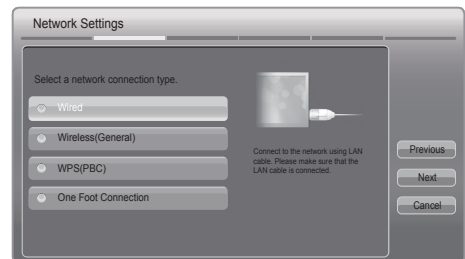 Network Settings
Select a network connection type.
Wired
Wireless(General)
WPS(PBC)
One Foot Connection
Connect to the network using LAN
cable. Please make sure that the
LAN cable is connected.
Previous
Next
Cancel